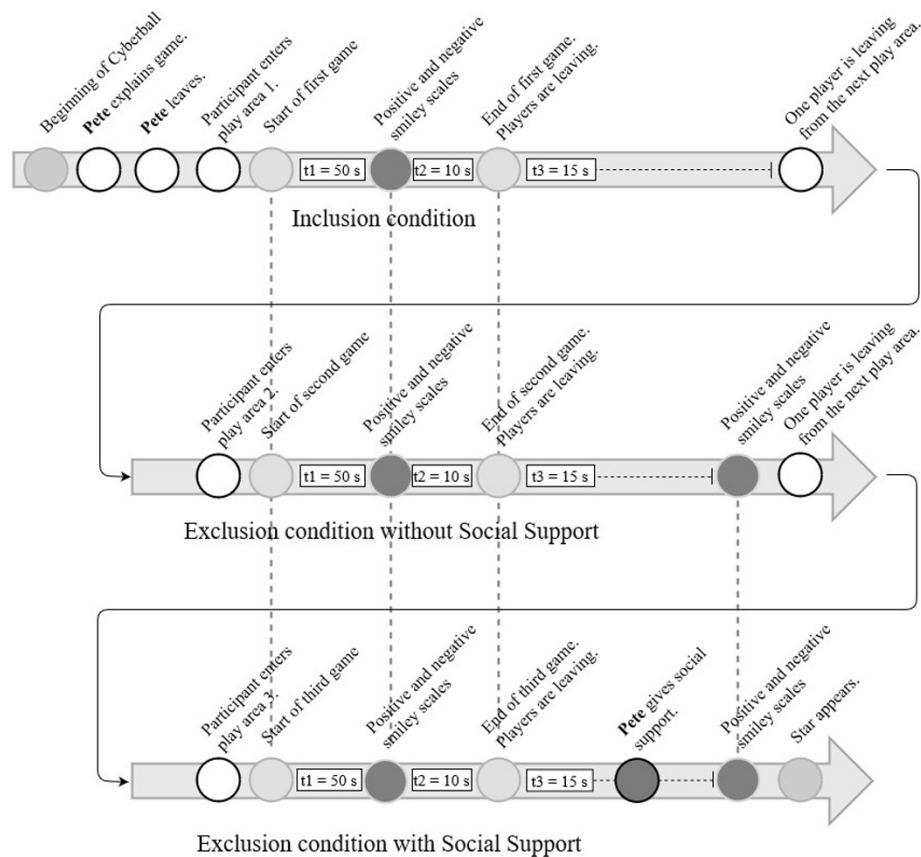 Beginning of Cyberball
Pete explains game.
Pete leaves.
Participant enters
play area 1.
Start of first game
Positive and negative
smiley scales
End of first game.
Players are leaving.
One player is leaving
from the next play area.
t1 = 50 s
t2 = 10 s
t3 = 15 s
Inclusion condition
Participant enters
play area 2.
Start of second game
Positive and negative
smiley scales
End of second game.
Players are leaving.
Positive and negative
smiley scales
One player is leaving
from the next play area.
t1 = 50 s
t2 = 10 s
t3 = 15 s
Exclusion condition without Social Support
Participant enters
play area 3.
Start of third game
Positive and negative
smiley scales
End of third game.
Players are leaving.
Pete gives social
support.
Positive and negative
smiley scales
Star appears.
t1 = 50 s
t2 = 10 s
t3 = 15 s
Exclusion condition with Social Support